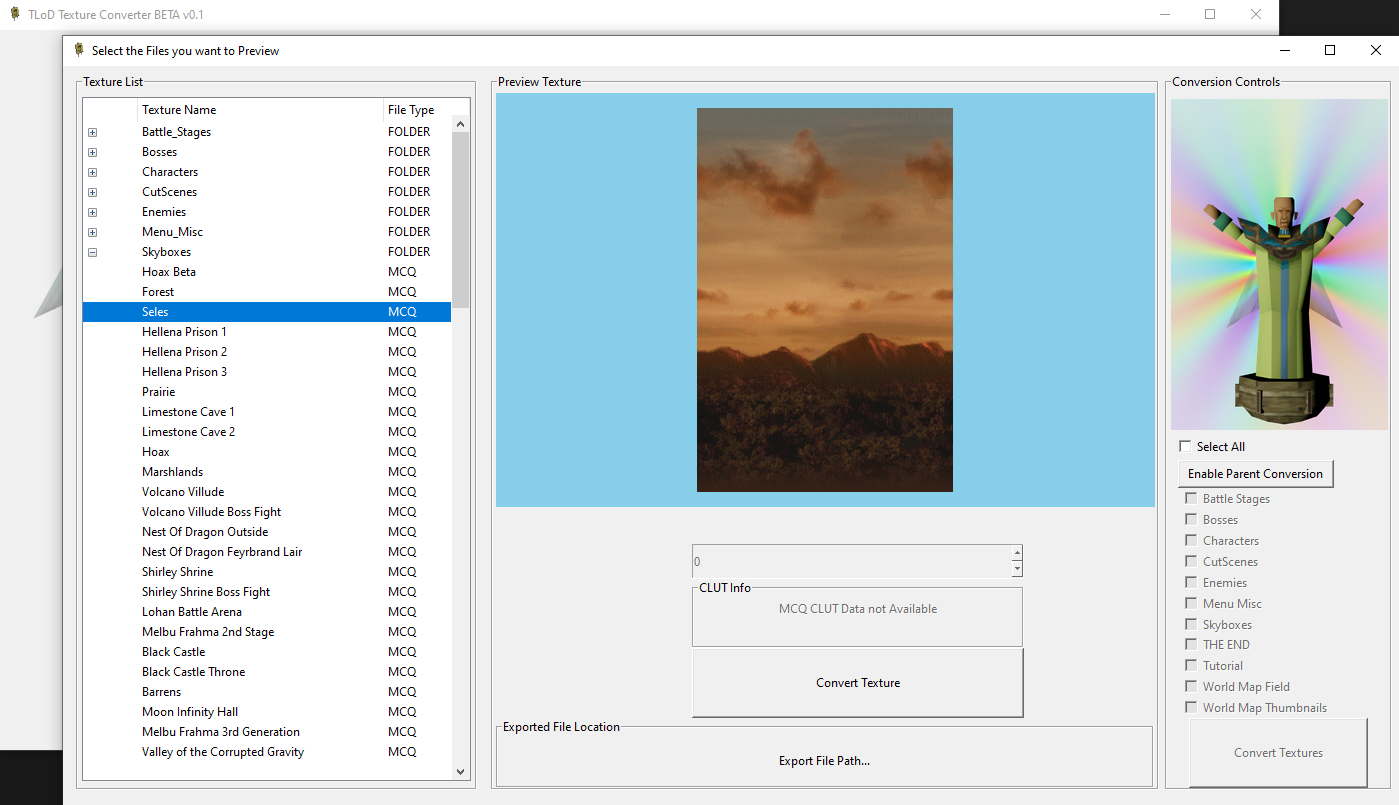 TLoD Texture Converter BETA v0.1
Select the Files you want to Preview
Texture List
Texture Name File Type
Battle_Stages FOLDER
Bosses FOLDER
Characters FOLDER
CutScenes FOLDER
Enemies FOLDER
Menu_Misc FOLDER
Skyboxes FOLDER
Hoax Beta MCQ
Forest MCQ
Seles MCQ
Hellena Prison 1 MCQ
Hellena Prison 2 MCQ
Hellena Prison 3 MCQ
Prairie MCQ
Limestone Cave 1 MCQ
Limestone Cave 2 MCQ
Hoax MCQ
Marshlands MCQ
Volcano Villude MCQ
Volcano Villude Boss Fight MCQ
Nest Of Dragon Outside MCQ
Nest Of Dragon Feyrbrand Lair MCQ
Shirley Shrine MCQ
Shirley Shrine Boss Fight MCQ
Lohan Battle Arena MCQ
Melbu Frahma 2nd Stage MCQ
Black Castle MCQ
Black Castle Throne MCQ
Barrens MCQ
Moon Infinity Hall MCQ
Melbu Frahma 3rd Generation MCQ
Valley of the Corrupted Gravity MCQ
Preview Texture
0
CLUT Info
MCQ CLUT Data not Available
Convert Texture
Exported File Location
Export File Path...
Conversion Controls
Select All
Enable Parent Conversion
Battle Stages
Bosses
Characters
CutScenes
Enemies
Menu Misc
Skyboxes
THE END
Tutorial
World Map Field
World Map Thumbnails
Convert Textures